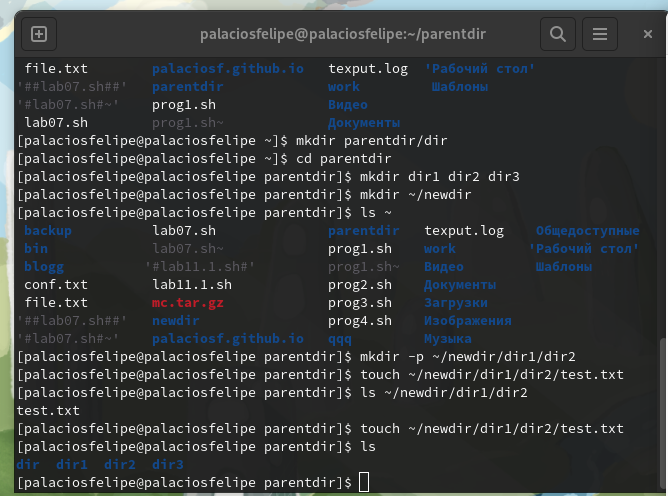 palaciosfelipe@palaciosfelipe:~/parentdir
file.txt palaciosf.github.io texput.log 'Рабочий стол'
'##lab07.sh##' parentdir work Шаблоны
'#lab07.sh#~' prog1.sh Видео
lab07.sh prog1.sh~ Документы
[palaciosfelipe@palaciosfelipe ~]$ mkdir parentdir/dir
[palaciosfelipe@palaciosfelipe ~]$ cd parentdir
[palaciosfelipe@palaciosfelipe parentdir]$ mkdir dir1 dir2 dir3
[palaciosfelipe@palaciosfelipe parentdir]$ mkdir ~/newdir
[palaciosfelipe@palaciosfelipe parentdir]$ ls ~
backup lab07.sh parentdir texput.log Общедоступные
bin lab07.sh~ prog1.sh work 'Рабочий стол'
blogg '#lab11.1.sh#' prog1.sh~ Видео Шаблоны
conf.txt lab11.1.sh prog2.sh Документы
file.txt mc.tar.gz prog3.sh Загрузки
'##lab07.sh##' newdir prog4.sh Изображения
'#lab07.sh#~' palaciosf.github.io qqq Музыка
[palaciosfelipe@palaciosfelipe parentdir]$ mkdir -p ~/newdir/dir1/dir2
[palaciosfelipe@palaciosfelipe parentdir]$ touch ~/newdir/dir1/dir2/test.txt
[palaciosfelipe@palaciosfelipe parentdir]$ ls ~/newdir/dir1/dir2
test.txt
[palaciosfelipe@palaciosfelipe parentdir]$ touch ~/newdir/dir1/dir2/test.txt
[palaciosfelipe@palaciosfelipe parentdir]$ ls
dir dir1 dir2 dir3
[palaciosfelipe@palaciosfelipe parentdir]$